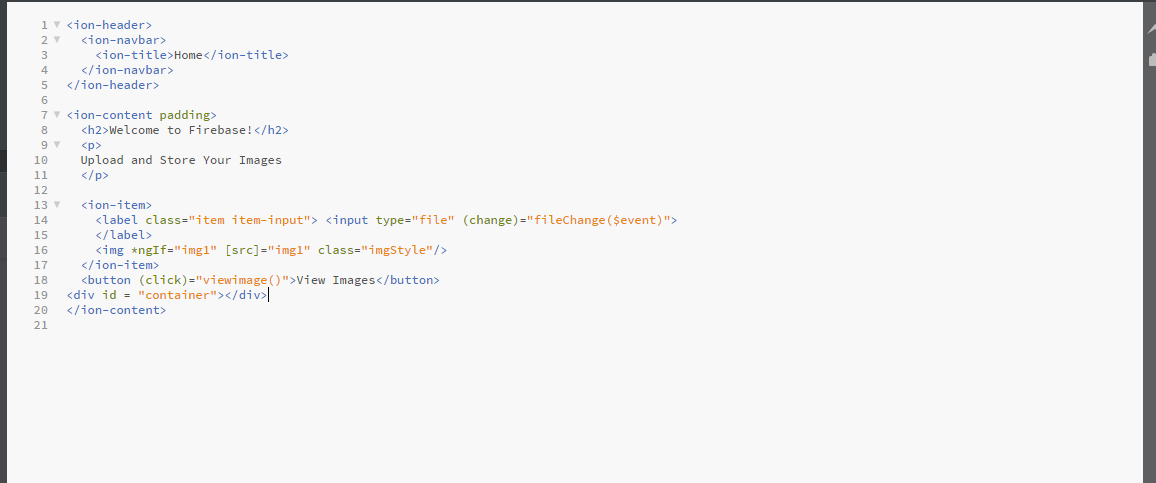 1 <ion-header>
2   <ion-navbar>
3     <ion-title>Home</ion-title>
4   </ion-navbar>
5 </ion-header>
6
7 <ion-content padding>
8   <h2>Welcome to Firebase!</h2>
9   <p>
10   Upload and Store Your Images
11   </p>
12
13   <ion-item>
14     <label class="item item-input"> <input type="file" (change)="fileChange($event)">
15     </label>
16     <img *ngIf="img1" [src]="img1" class="imgStyle"/>
17   </ion-item>
18   <button (click)="viewimage()">View Images</button>
19 <div id = "container"></div>
20 </ion-content>
21